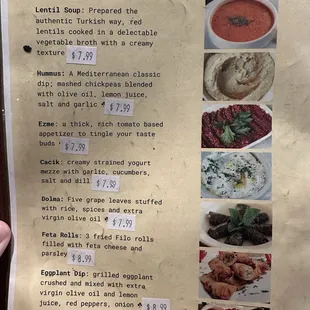 Lentil Soup: Prepared the
authentic Turkish way, red
lentils cooked in a delectable
vegetable broth with a creamy
texture $7.99
Hummus: A Mediterranean classic
dip; mashed chickpeas blended
with olive oil, lemon juice,
salt and garlic $7.99
Ezme: a thick, rich tomato based
appetizer to tingle your taste
buds $7.99
Cacik: creamy strained yogurt
mezze with garlic, cucumbers,
salt and dill $7.99
Dolma: Five grape leaves stuffed
with rice, spices and extra
virgin olive oil $7.99
Feta Rolls: 3 fried Filo rolls
filled with feta cheese and
parsley $8.99
Eggplant Dip: grilled eggplant
crushed and mixed with extra
virgin olive oil and lemon
juice, red peppers, onion $8.99